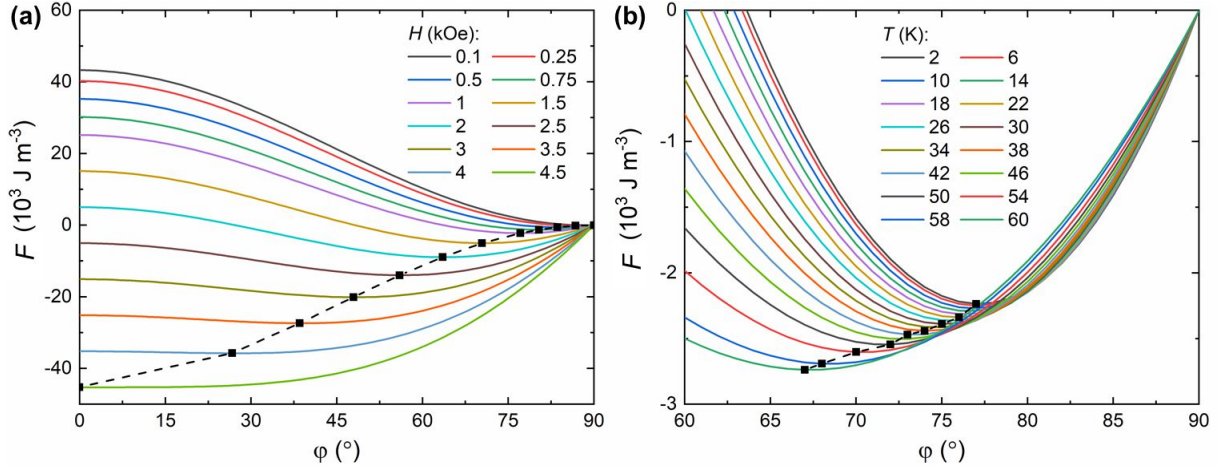 (a)
F (10³ J m⁻³)
60
40
20
0
-20
-40
H (kOe):
0.1 0.25
0.5 0.75
1 1.5
2 2.5
3 3.5
4 4.5
0 15 30 45 60 75 90
φ (°)
(b)
F (10³ J m⁻³)
0
-1
-2
-3
T (K):
2 6
10 14
18 22
26 30
34 38
42 46
50 54
58 60
60 65 70 75 80 85 90
φ (°)